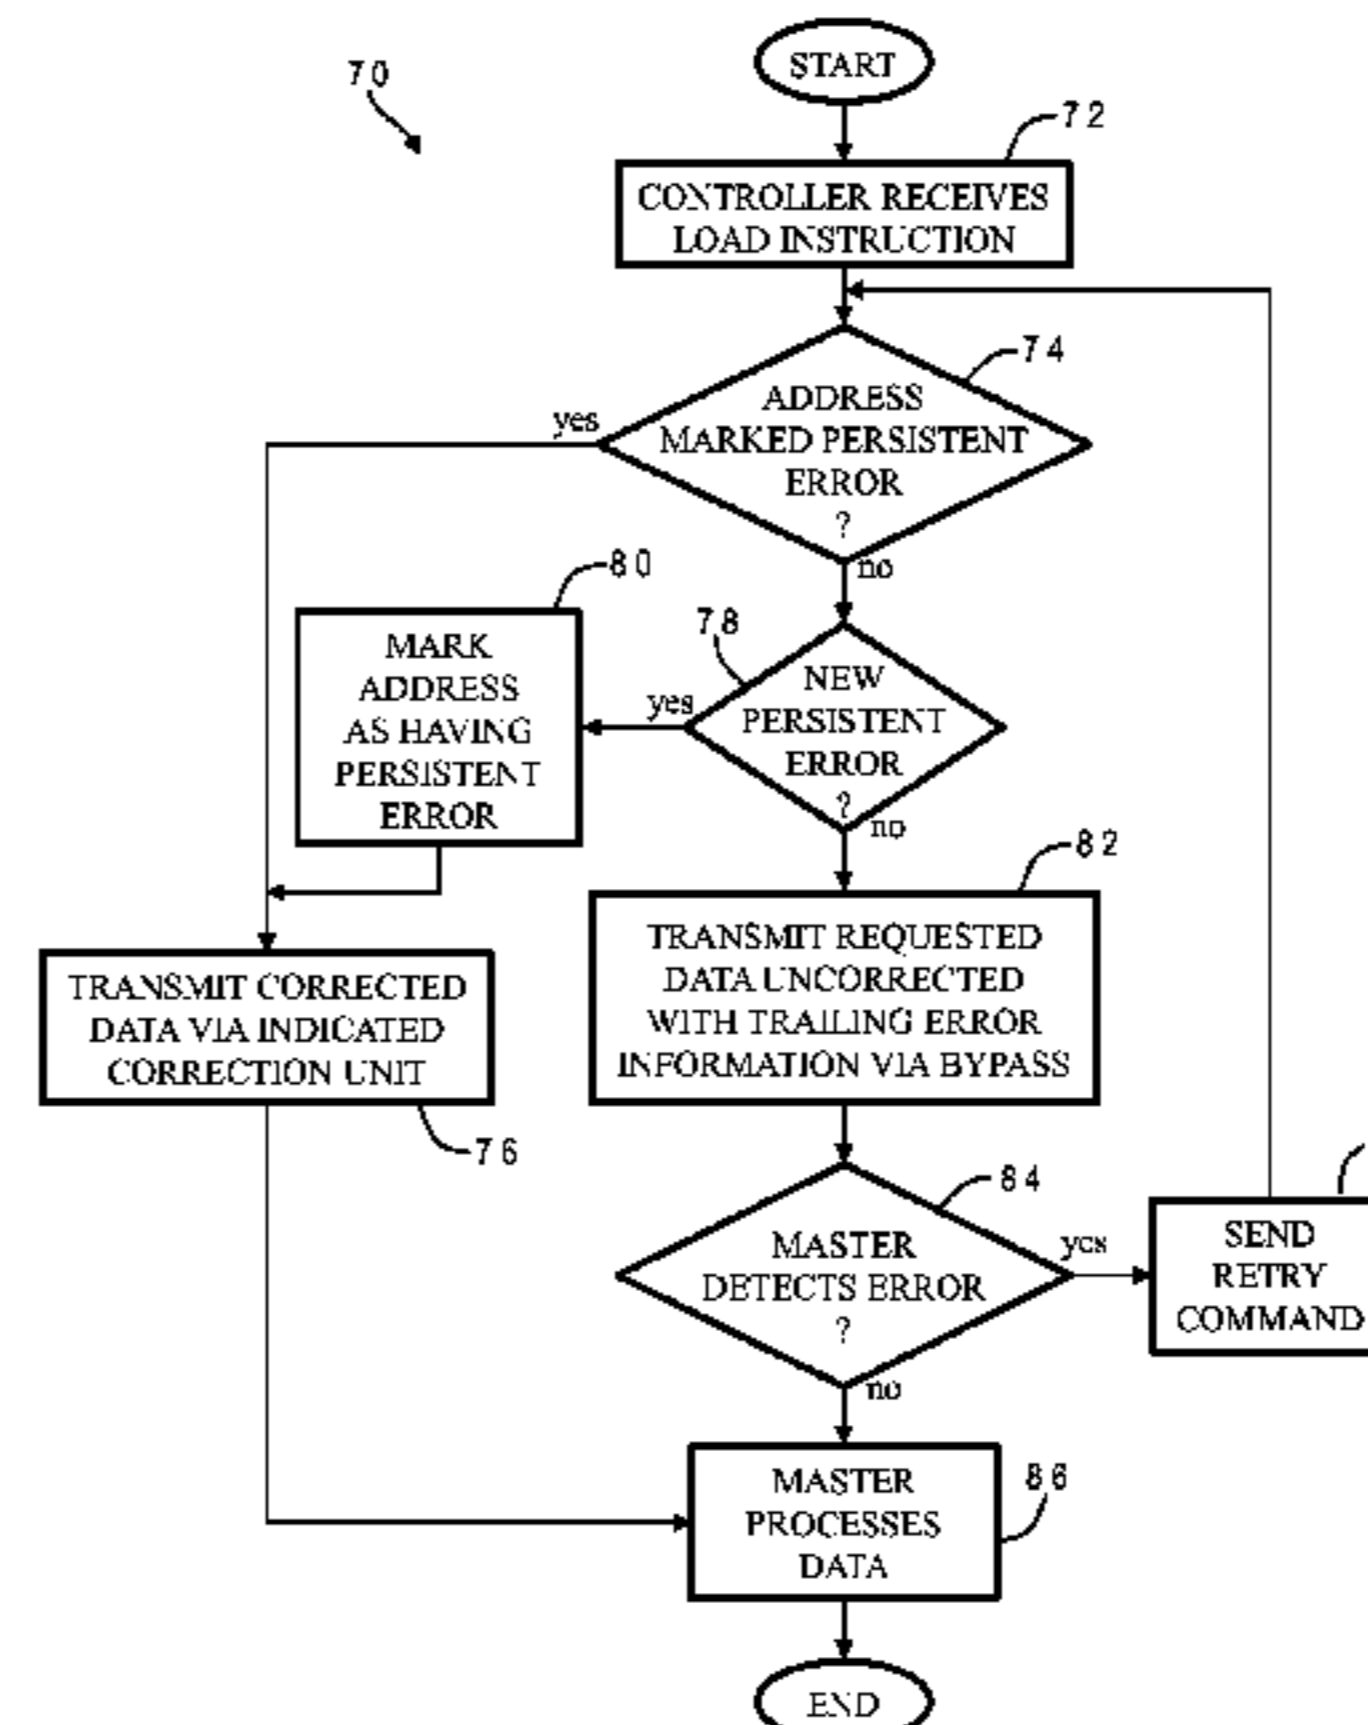 START
70
72
CONTROLLER RECEIVES
LOAD INSTRUCTION
74
ADDRESS
MARKED PERSISTENT
ERROR
?
yes
no
80
MARK
ADDRESS
AS HAVING
PERSISTENT
ERROR
78
NEW
PERSISTENT
ERROR
?
yes
no
82
TRANSMIT REQUESTED
DATA UNCORRECTED
WITH TRAILING ERROR
INFORMATION VIA BYPASS
TRANSMIT CORRECTED
DATA VIA INDICATED
CORRECTION UNIT
76
84
MASTER
DETECTS ERROR
?
yes
no
SEND
RETRY
COMMAND
MASTER
PROCESSES
DATA
86
END